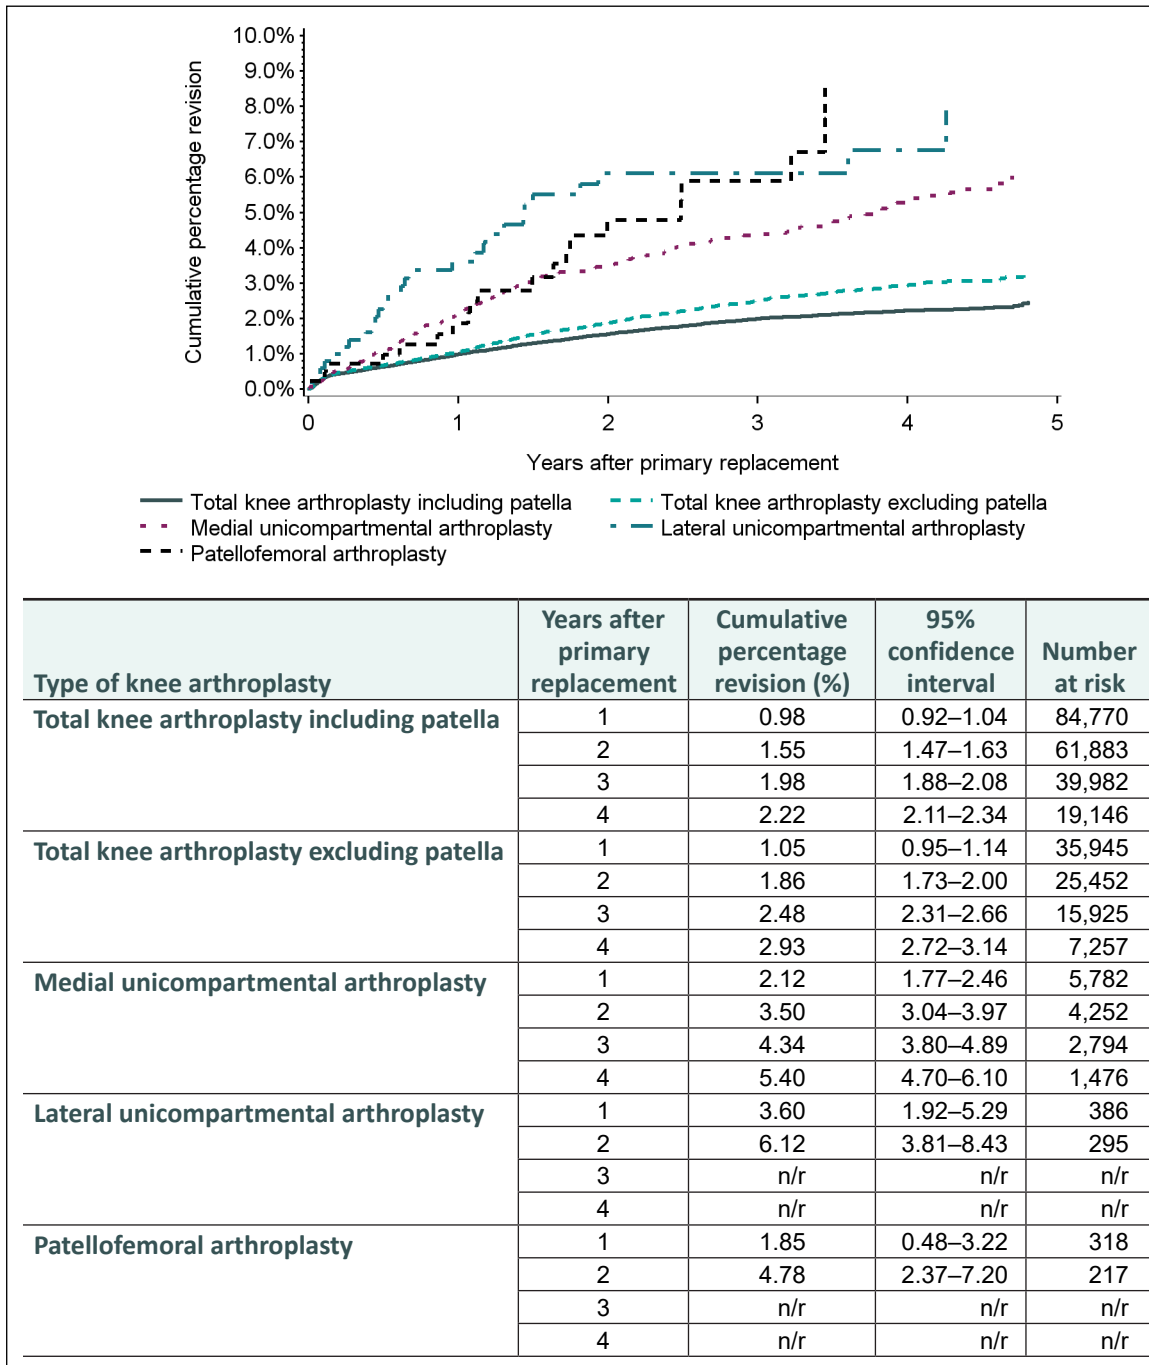 10.0%
9.0%
8.0%
7.0%
6.0%
5.0%
4.0%
3.0%
2.0%
1.0%
0.0%
Cumulative percentage revision
0 1 2 3 4 5
Years after primary replacement
Total knee arthroplasty including patella Total knee arthroplasty excluding patella
Medial unicompartmental arthroplasty Lateral unicompartmental arthroplasty
Patellofemoral arthroplasty
Type of knee arthroplasty
Years after
primary
replacement
Cumulative
percentage
revision (%)
95%
confidence
interval
Number
at risk
Total knee arthroplasty including patella 1 0.98 0.92–1.04 84,770
2 1.55 1.47–1.63 61,883
3 1.98 1.88–2.08 39,982
4 2.22 2.11–2.34 19,146
Total knee arthroplasty excluding patella 1 1.05 0.95–1.14 35,945
2 1.86 1.73–2.00 25,452
3 2.48 2.31–2.66 15,925
4 2.93 2.72–3.14 7,257
Medial unicompartmental arthroplasty 1 2.12 1.77–2.46 5,782
2 3.50 3.04–3.97 4,252
3 4.34 3.80–4.89 2,794
4 5.40 4.70–6.10 1,476
Lateral unicompartmental arthroplasty 1 3.60 1.92–5.29 386
2 6.12 3.81–8.43 295
3 n/r n/r n/r
4 n/r n/r n/r
Patellofemoral arthroplasty 1 1.85 0.48–3.22 318
2 4.78 2.37–7.20 217
3 n/r n/r n/r
4 n/r n/r n/r